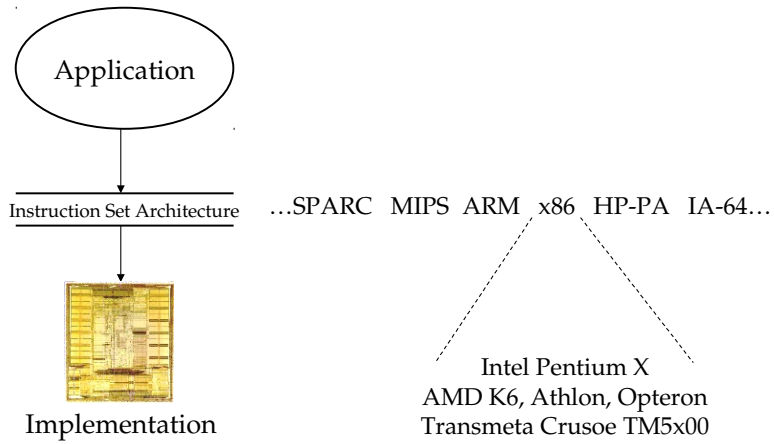 Application
Instruction Set Architecture
…SPARC MIPS ARM x86 HP-PA IA-64…
Implementation
Intel Pentium X
AMD K6, Athlon, Opteron
Transmeta Crusoe TM5x00